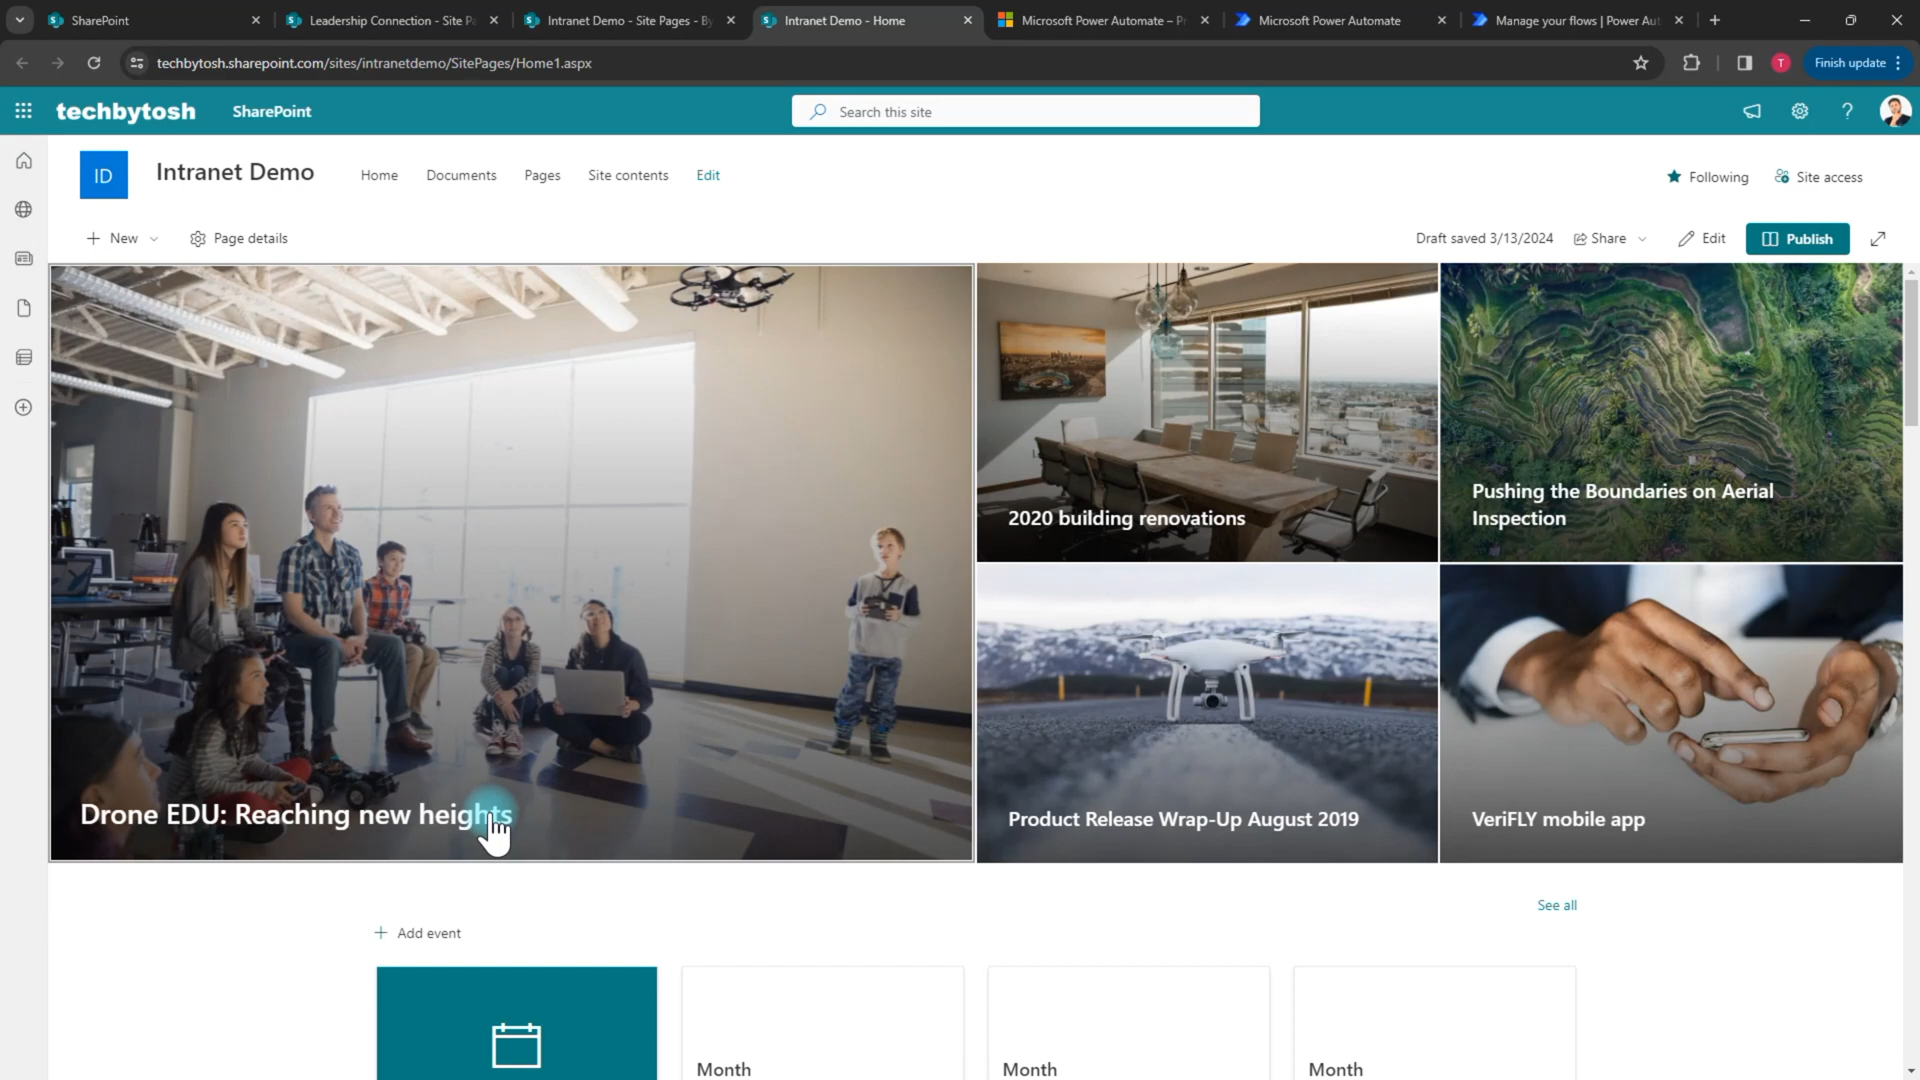 SharePoint
Leadership Connection - Site Pa
Intranet Demo - Site Pages - By
Intranet Demo - Home
Microsoft Power Automate – Pr
Microsoft Power Automate
Manage your flows | Power Aut
techbytosh.sharepoint.com/sites/intranetdemo/SitePages/Home1.aspx
T
Finish update
techbytosh
SharePoint
Search this site
ID
Intranet Demo
Home
Documents
Pages
Site contents
Edit
Following
Site access
New
Page details
Draft saved 3/13/2024
Share
Edit
Publish
Drone EDU: Reaching new heights
2020 building renovations
Pushing the Boundaries on Aerial
Inspection
Product Release Wrap-Up August 2019
VeriFLY mobile app
See all
Add event
Month
Month
Month